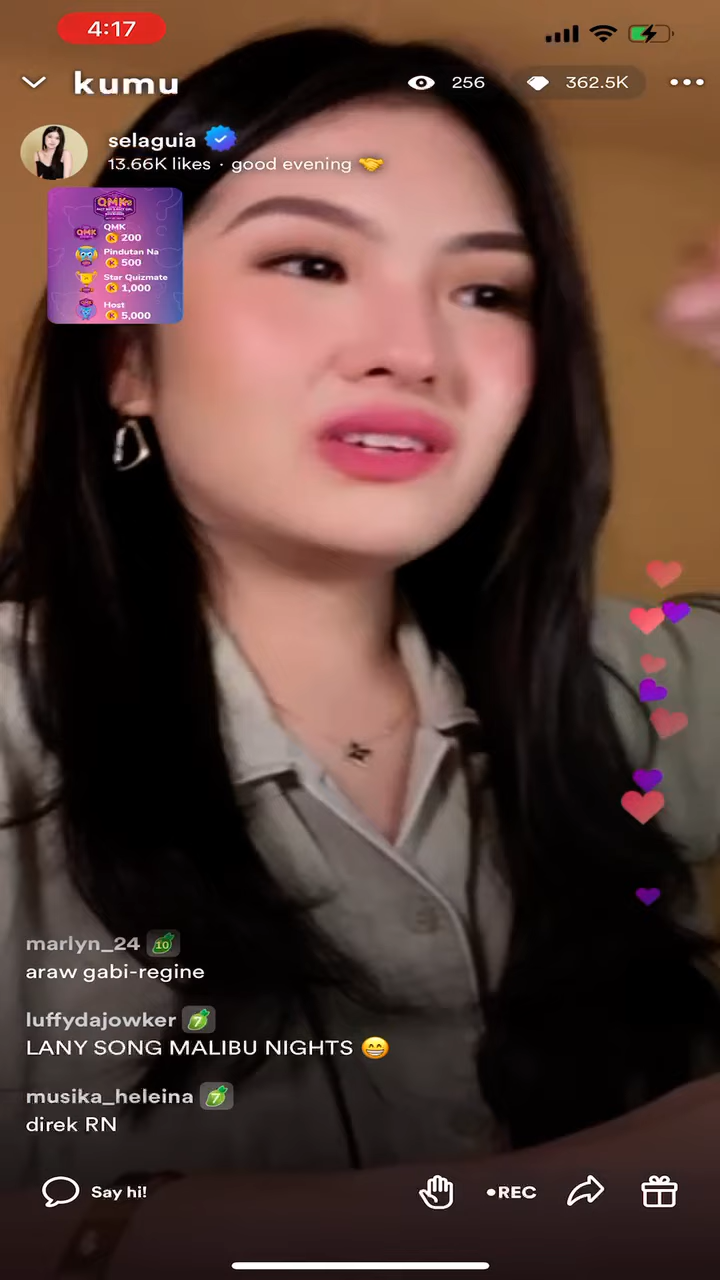 4:17
kumu
256
362.5K
selaguia
13.66K likes · good evening 🤝
QMK
QMK
QMK
200
Pindutan Na
500
Star Quizmate
1,000
Host
5,000
marlyn_24 10
araw gabi-regine
luffydajowker 7
LANY SONG MALIBU NIGHTS 😁
musika_heleina 7
direk RN
Say hi!
•REC